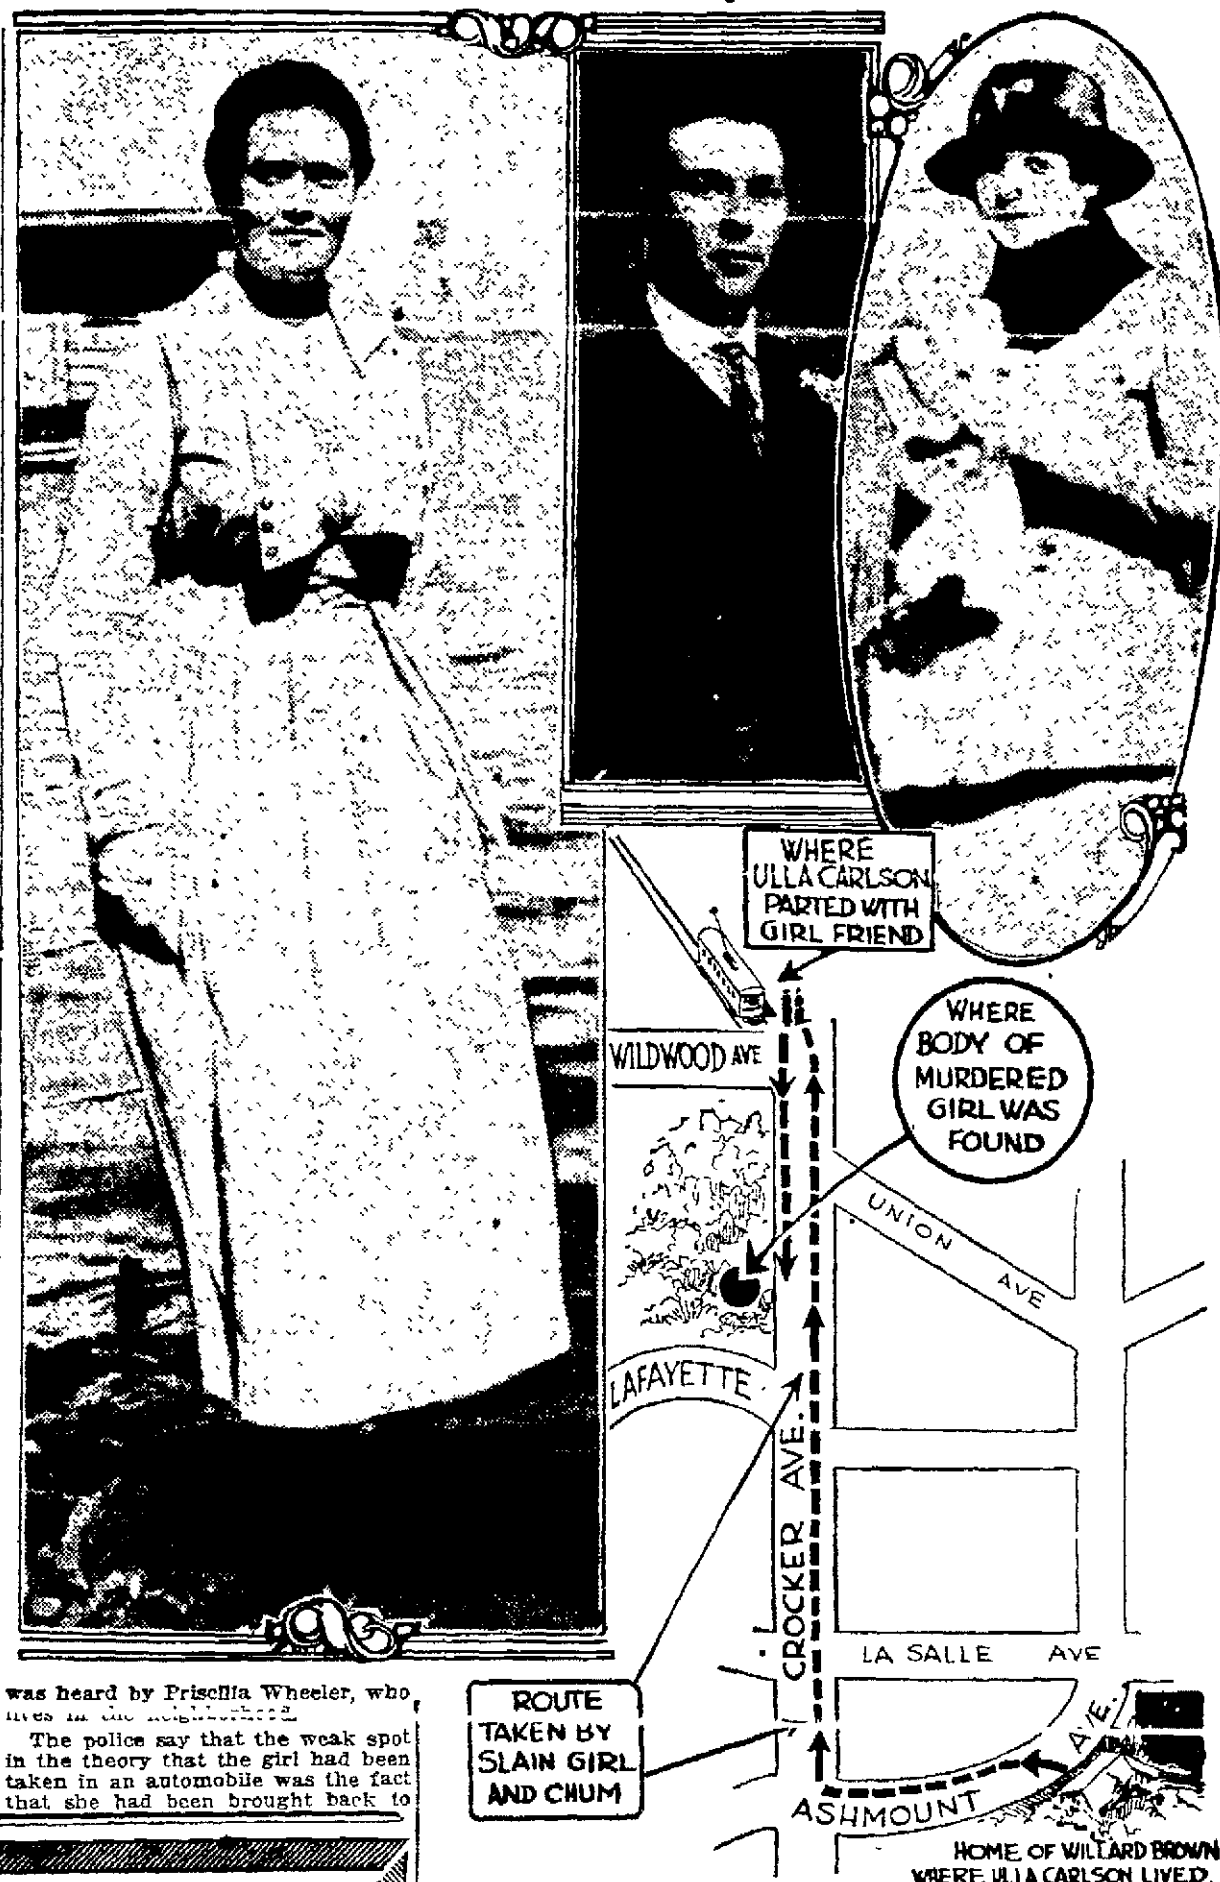 WHERE
ULLA CARLSON
PARTED WITH
GIRL FRIEND
WILDWOOD AVE
WHERE
BODY OF
MURDERED
GIRL WAS
FOUND
UNION AVE
LAFAYETTE
CROCKER AVE.
LA SALLE AVE
ROUTE
TAKEN BY
SLAIN GIRL
AND CHUM
ASHMOUNT AVE.
HOME OF WILLARD BROWN
WHERE ULLA CARLSON LIVED.
was heard by Priscilla Wheeler, who
lives in the neighborhood.
The police say that the weak spot
in the theory that the girl had been
taken in an automobile was the fact
that she had been brought back to